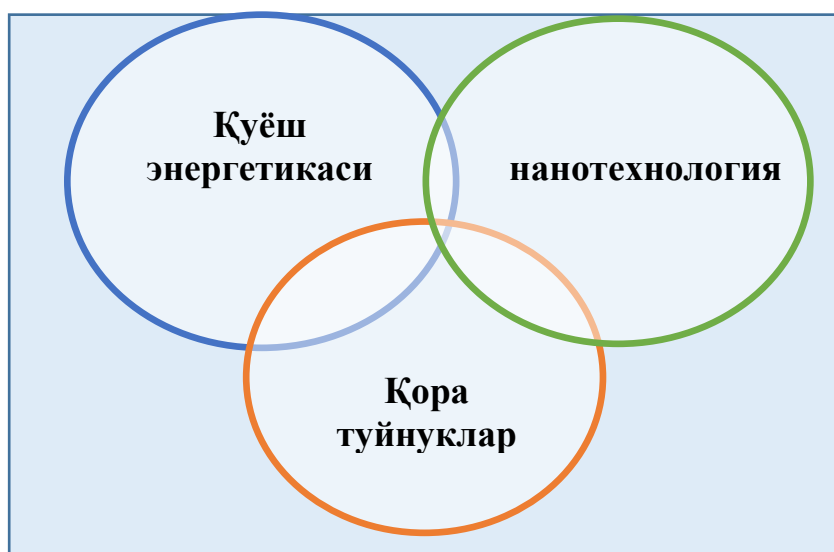 Қуёш
энергетикаси
нанотехнология
Қора
туйнуклар